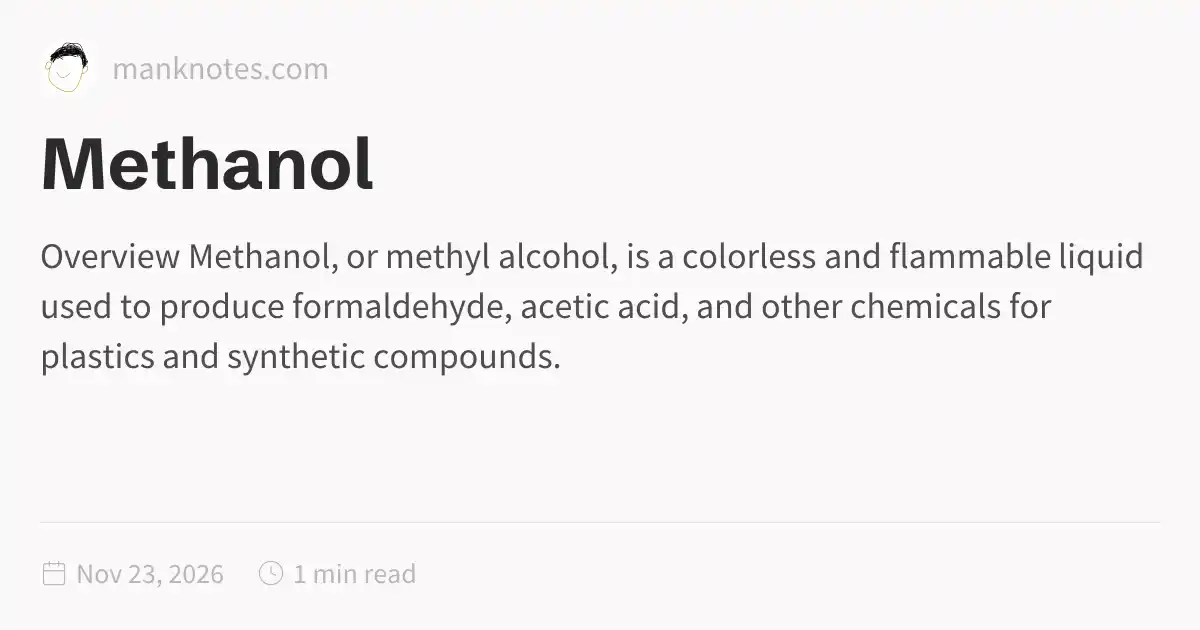 manknotes.com
Methanol
Overview Methanol, or methyl alcohol, is a colorless and flammable liquid
used to produce formaldehyde, acetic acid, and other chemicals for
plastics and synthetic compounds.
Nov 23, 2026 1 min read